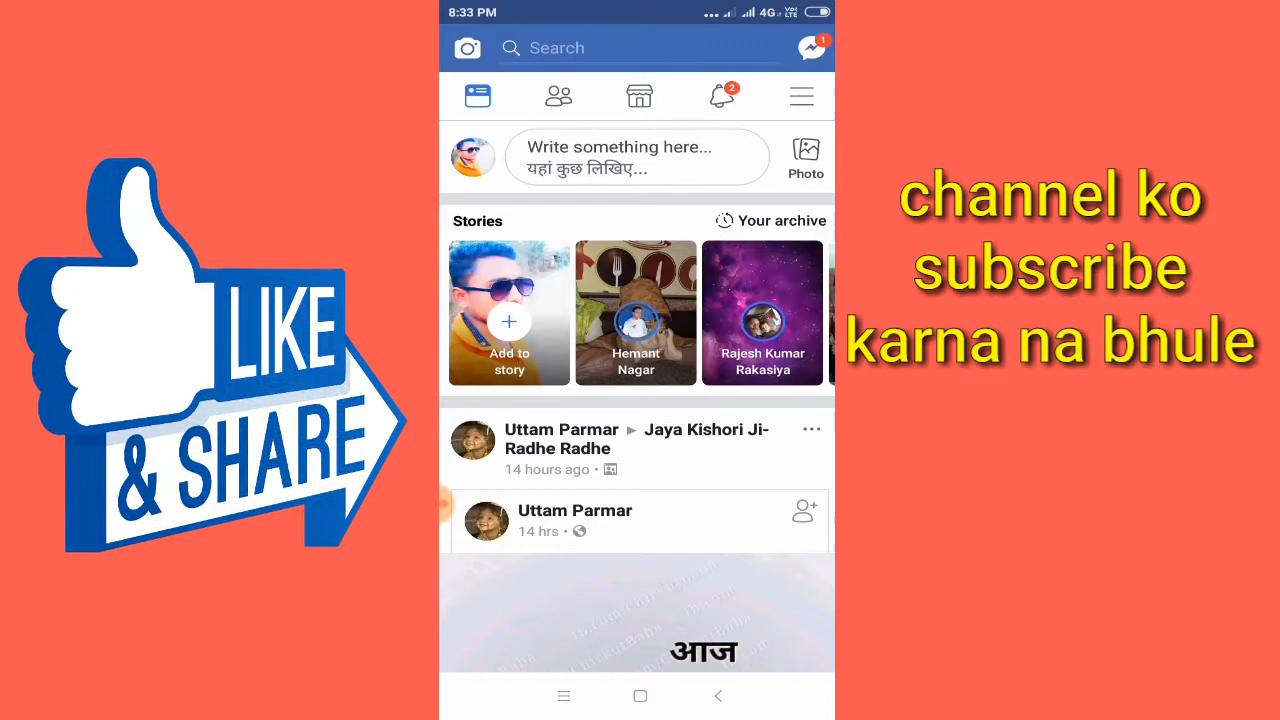 8:33 PM
4G
Search
1
2
Write something here...
यहां कुछ लिखिए...
Photo
Stories
Your archive
Add to
story
Hemant
Nagar
Rajesh Kumar
Rakasiya
Uttam Parmar ▸ Jaya Kishori Ji-
Radhe Radhe
14 hours ago •
Uttam Parmar
14 hrs •
आज
LIKE
& SHARE
channel ko
subscribe
karna na bhule